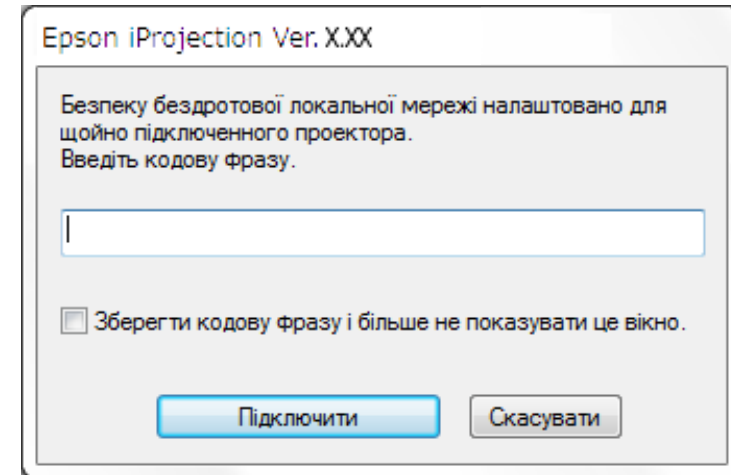 Epson iProjection Ver. X.XX
Безпеку бездротової локальної мережі налаштовано для
щойно підключенного проектора.
Введіть кодову фразу.
Зберегти кодову фразу і більше не показувати це вікно.
Підключити
Скасувати